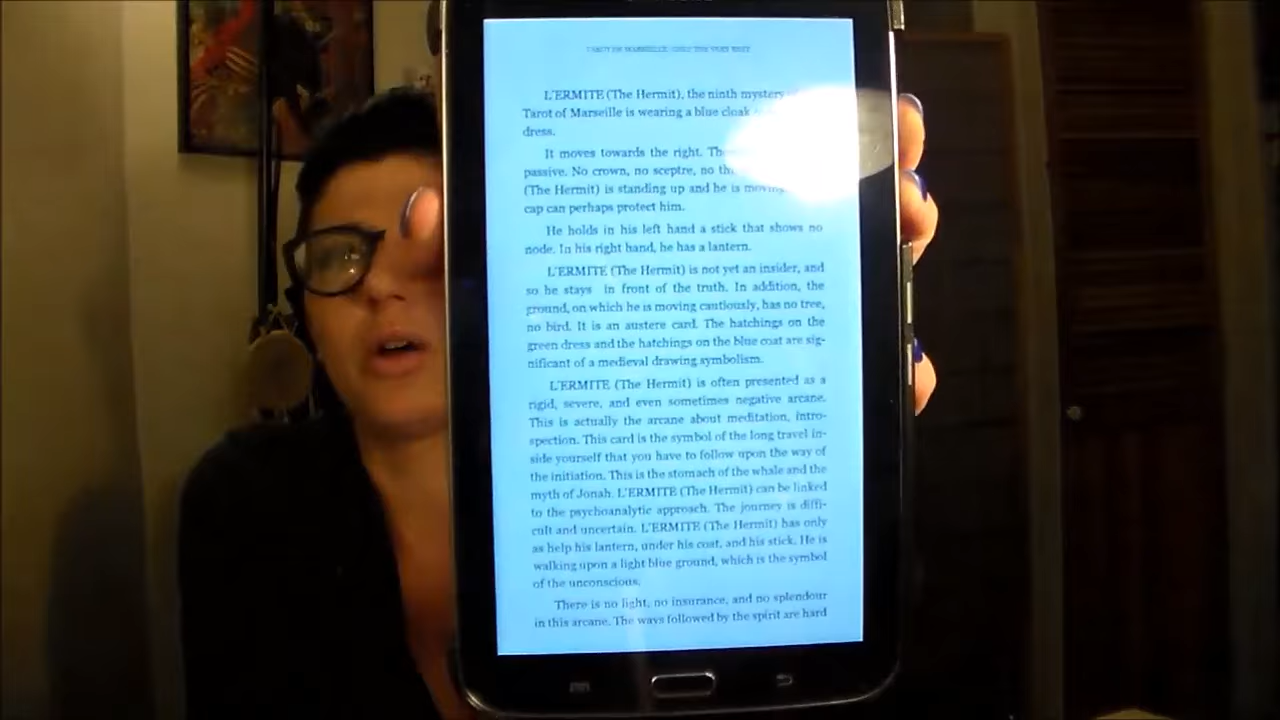 TAROT DE MARSEILLE: ONLY THE VERY BEST
L'ERMITE (The Hermit), the ninth mystery
Tarot of Marseille is wearing a blue cloak
dress.
It moves towards the right.
passive. No crown, no sceptre, no
(The Hermit) is standing up and he is moving
cap can perhaps protect him.
He holds in his left hand a stick that shows no
node. In his right hand, he has a lantern.
L'ERMITE (The Hermit) is not yet an insider, and
so he stays in front of the truth. In addition, the
ground, on which he is moving cautiously, has no tree,
no bird. It is an austere card. The hatchings on the
green dress and the hatchings on the blue coat are sig-
nificant of a medieval drawing symbolism.
L'ERMITE (The Hermit) is often presented as a
rigid, severe, and even sometimes negative arcane.
This is actually the arcane about meditation, intro-
spection. This card is the symbol of the long travel in-
side yourself that you have to follow upon the way of
the initiation. This is the stomach of the whale and the
myth of Jonah. L'ERMITE (The Hermit) can be linked
to the psychoanalytic approach. The journey is diffi-
cult and uncertain. L'ERMITE (The Hermit) has only
as help his lantern, under his coat, and his stick. He is
walking upon a light blue ground, which is the symbol
of the unconscious.
There is no light, no insurance, and no splendour
in this arcane. The ways followed by the spirit are hard